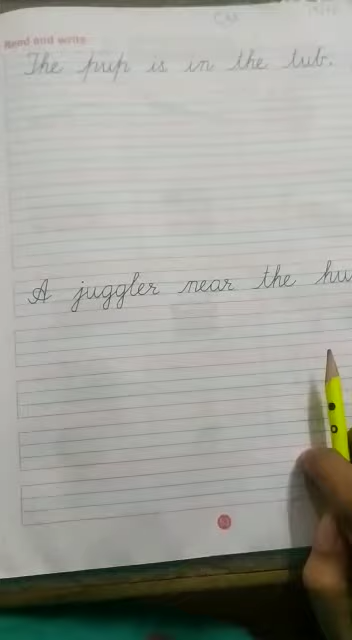 Read and write
The pup is in the tub.
A juggler near the